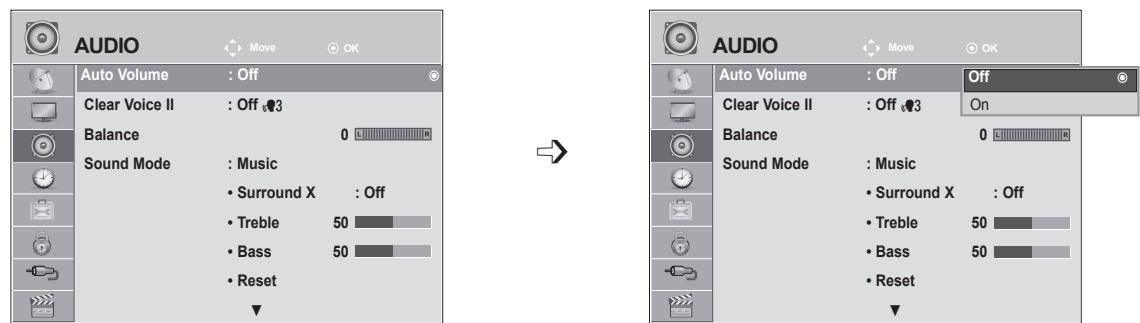 AUDIO Move OK
Auto Volume : Off
Clear Voice II : Off 3
Balance 0 L R
Sound Mode : Music
• Surround X : Off
• Treble 50
• Bass 50
• Reset
▼
AUDIO Move OK
Auto Volume : Off
Clear Voice II : Off 3
Balance 0 L R
Sound Mode : Music
• Surround X : Off
• Treble 50
• Bass 50
• Reset
▼
Off
On